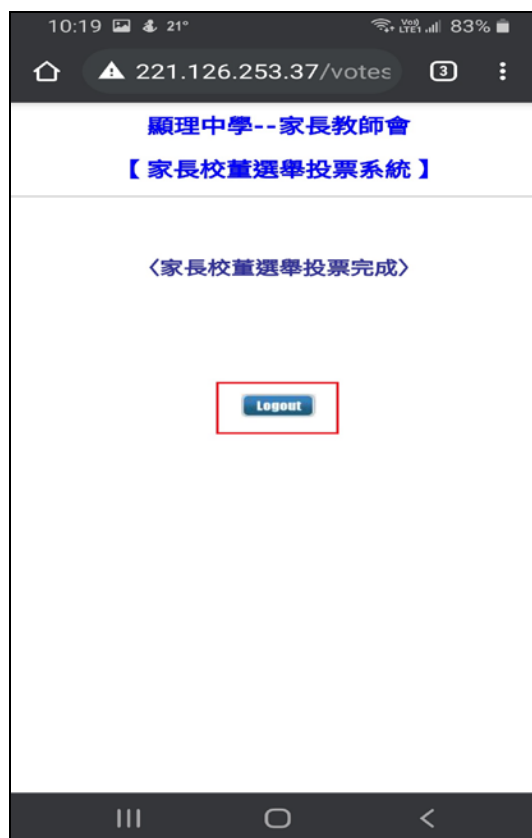 10:19 21° Vo)) LTE1 83%
221.126.253.37/votes 3
顯理中學--家長教師會
【 家長校董選舉投票系統 】
〈家長校董選舉投票完成〉
Logout